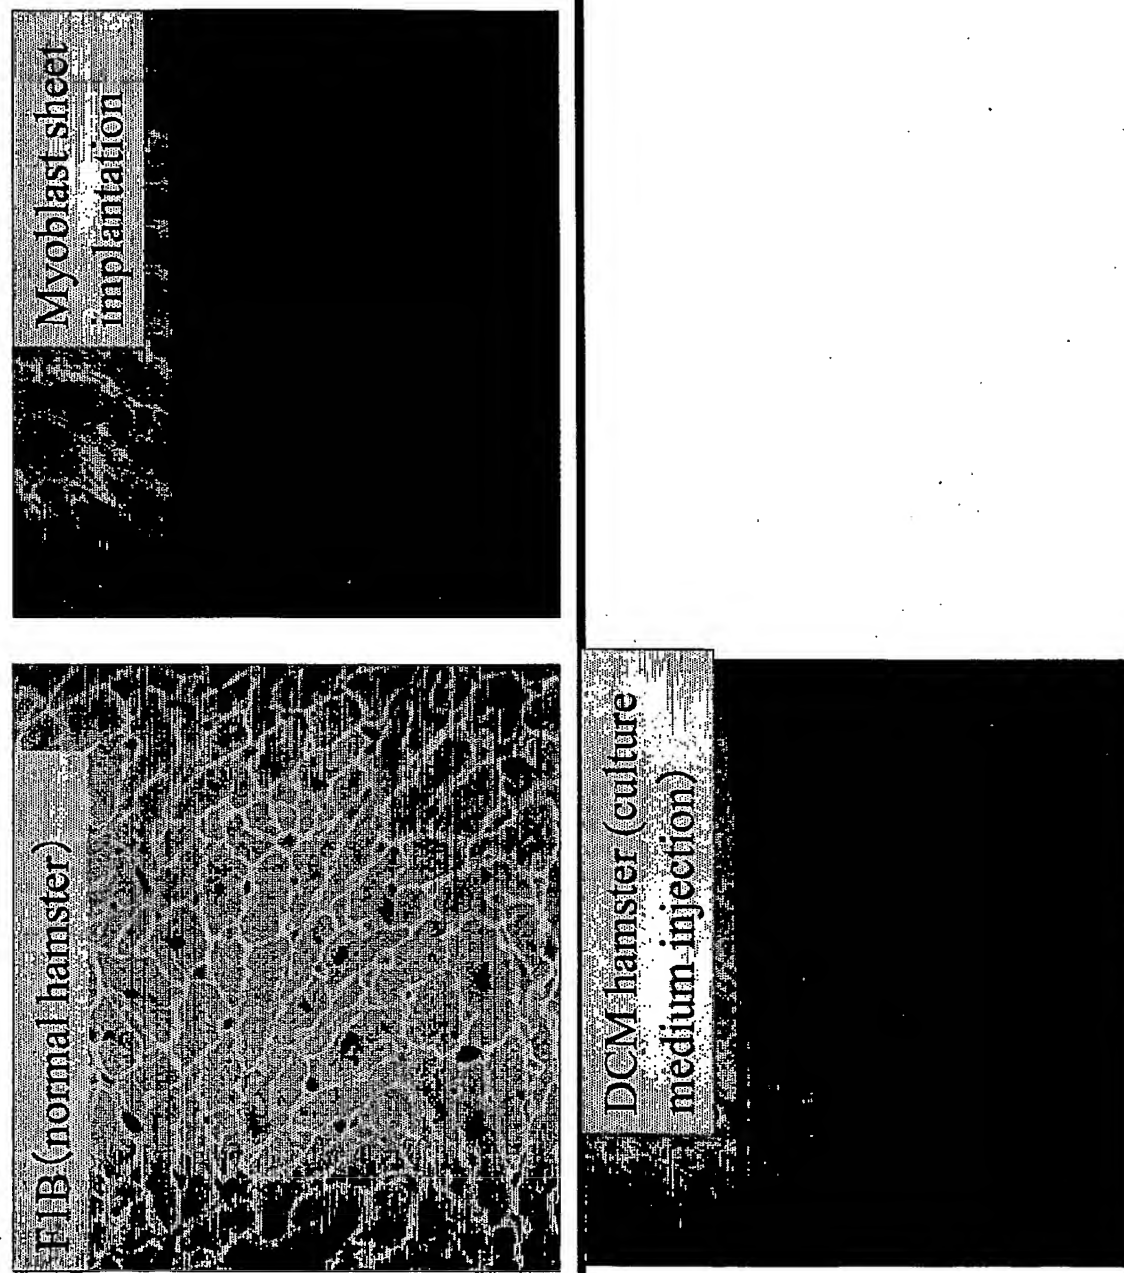 F1B (normal hamster)
Myoblast sheet
implantation
DCM hamster (culture
medium injection)